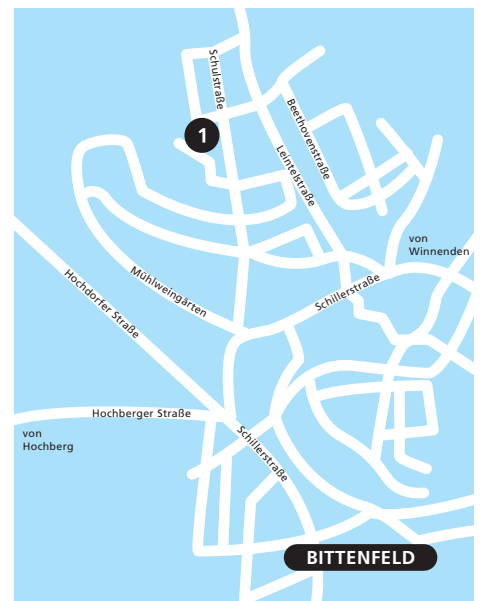 Schulstraße
1
Beethovenstraße
Leintelstraße
von
Winnenden
Mühlweingärten
Hochdorfer Straße
Schillerstraße
Hochberger Straße
von
Hochberg
Schillerstraße
BITTENFELD